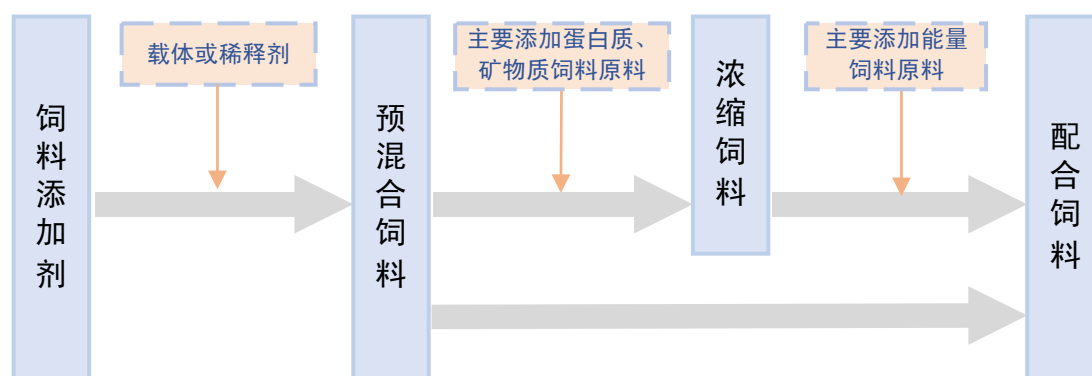 载体或稀释剂
主要添加蛋白质、
矿物质饲料原料
主要添加能量
饲料原料
饲料添加剂
预混合饲料
浓缩饲料
配合饲料